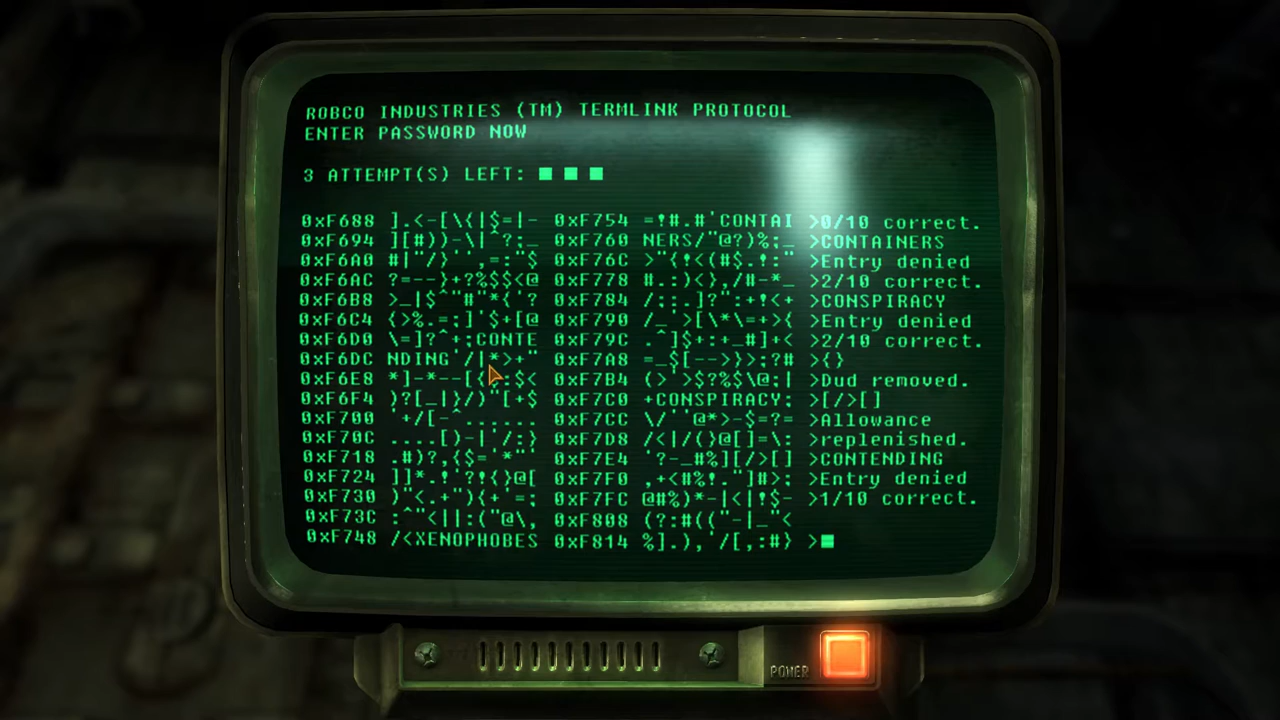 ROBCO INDUSTRIES (TM) TERMLINK PROTOCOL
ENTER PASSWORD NOW
3 ATTEMPT(S) LEFT: ■ ■ ■
0xF688 ].<-[\{|$=|- 0xF754 =!#.#'CONTAI >0/10 correct.
0xF694 ][#))-\|^?;_ 0xF760 NERS/"@?)%;_ >CONTAINERS
0xF6A0 #|"/}'',=:"$ 0xF76C >"{!<(#$.!:" >Entry denied
0xF6AC ?=--}+?%$$<@ 0xF778 #.:)<},/#-*_ >2/10 correct.
0xF6B8 >_|$^"#"*{'? 0xF784 /;:.]?":+!<+ >CONSPIRACY
0xF6C4 {>%.=;]'$+[@ 0xF790 /_'>[\*\=+>{ >Entry denied
0xF6D0 \=]?^+;CONTE 0xF79C .^]$+:+_#]+< >2/10 correct.
0xF6DC NDING'/|*>+" 0xF7A8 =_$[-->}>;?# >{}
0xF6E8 *]-*--[{ :$< 0xF7B4 (>'>$?%$\@:| >Dud removed.
0xF6F4 )?[_|}/)"[+$ 0xF7C0 +CONSPIRACY; >[/>[]
0xF700 '+/[-^...... 0xF7CC \/''@*>-$=?= >Allowance
0xF70C ....[)-|'/:} 0xF7D8 /<|/(}@[]=\: >replenished.
0xF718 .#)?,{$='*"' 0xF7E4 '?-_#%][/>[] >CONTENDING
0xF724 ]]*.!'?!{}@[ 0xF7F0 ,+<#%!."]#>: >Entry denied
0xF730 )"<.+"){+'=; 0xF7FC @#%)*-|<|!$- >1/10 correct.
0xF73C :^"<||:("@\, 0xF808 (?:#(("-|_"<
0xF748 /<XENOPHOBES 0xF814 %].),'/[,:#} >■
POWER